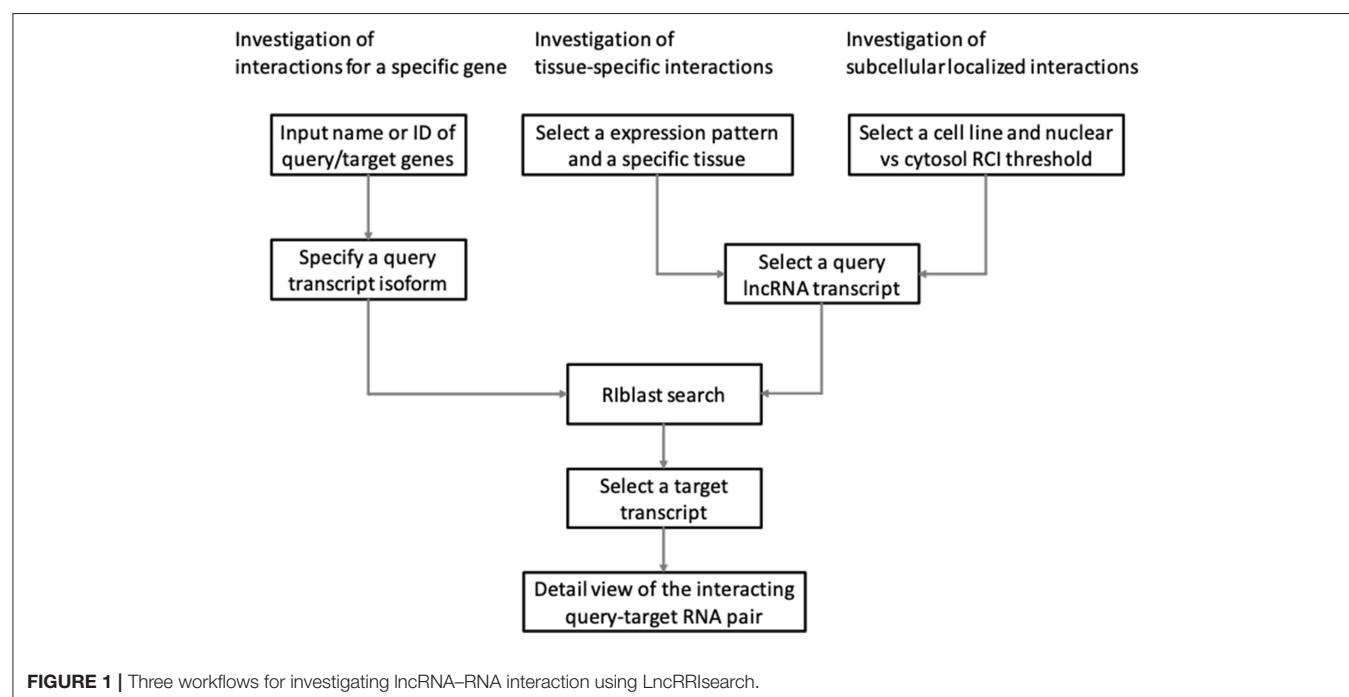 Investigation of
interactions for a specific gene
Investigation of
tissue-specific interactions
Investigation of
subcellular localized interactions
Input name or ID of
query/target genes
Select a expression pattern
and a specific tissue
Select a cell line and nuclear
vs cytosol RCI threshold
Specify a query
transcript isoform
Select a query
lncRNA transcript
RIblast search
Select a target
transcript
Detail view of the interacting
query-target RNA pair
FIGURE 1 | Three workflows for investigating lncRNA–RNA interaction using LncRRIsearch.